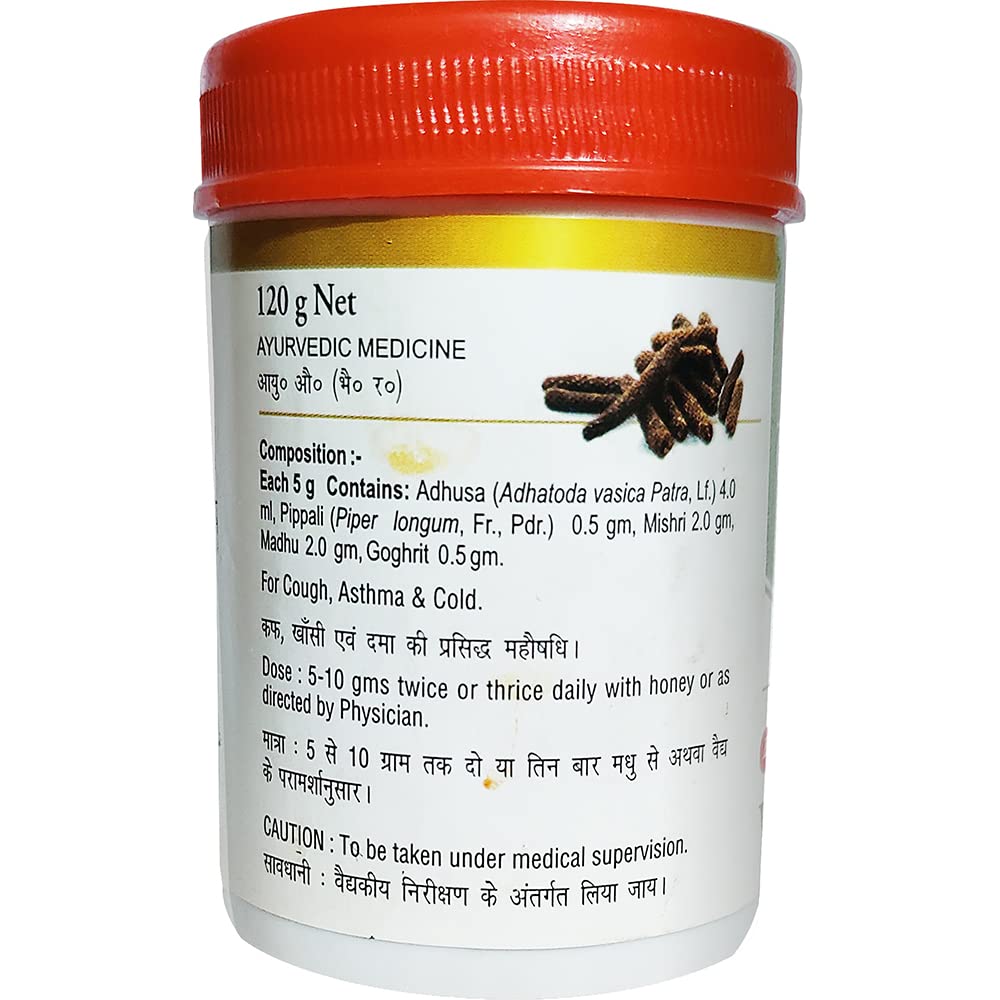 120 g Net
AYURVEDIC MEDICINE
आयु० औ० (भै० र०)
Composition :-
Each 5 g Contains: Adhusa (Adhatoda vasica Patra, Lf.) 4.0
ml, Pippali (Piper longum, Fr., Pdr.) 0.5 gm, Mishri 2.0 gm,
Madhu 2.0 gm, Goghrit 0.5 gm.
For Cough, Asthma & Cold.
कफ, खाँसी एवं दमा की प्रसिद्ध महौषधि।
Dose : 5-10 gms twice or thrice daily with honey or as
directed by Physician.
मात्रा : 5 से 10 ग्राम तक दो या तिन बार मधु से अथवा वैद्य
के परामर्शानुसार।
CAUTION : To be taken under medical supervision.
सावधानी : वैद्यकीय निरीक्षण के अंतर्गत लिया जाय।